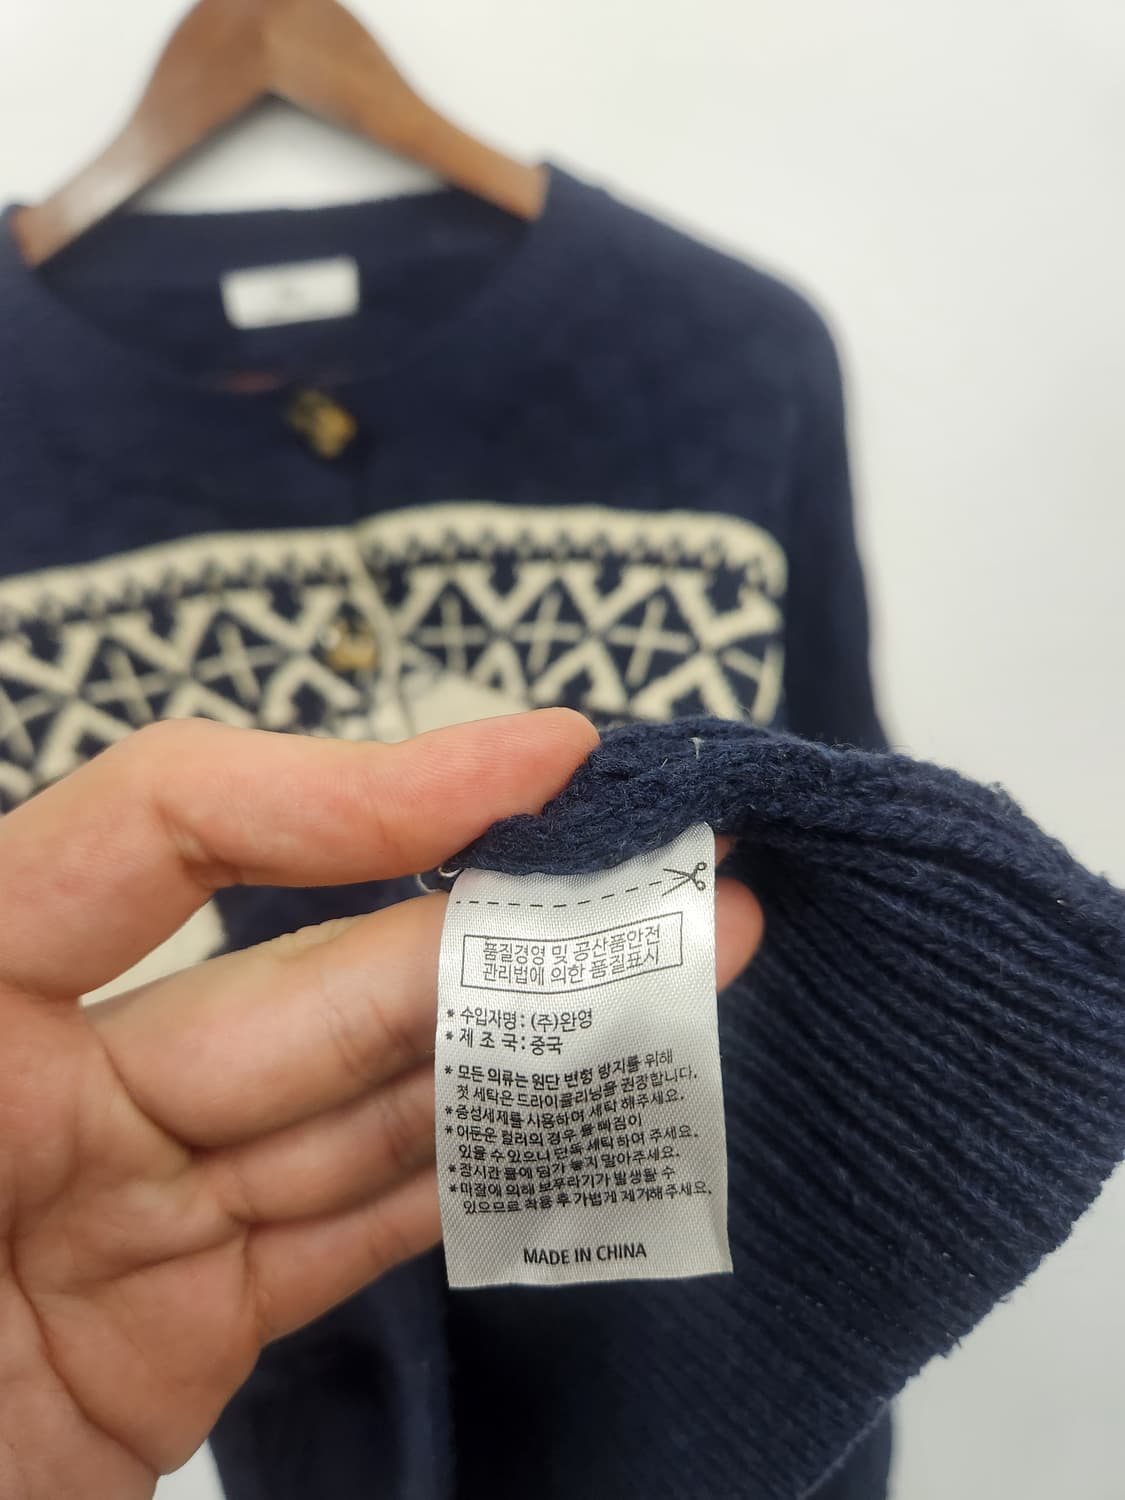 품질경영 및 공산품안전
관리법에 의한 품질표시
* 수입자명 : (주)완영
* 제 조 국 : 중국
* 모든 의류는 원단 변형 방지를 위해
첫 세탁은 드라이클리닝을 권장합니다.
* 중성세제를 사용하여 세탁 해주세요.
* 어두운 컬러의 경우 물 빠짐이
있을 수 있으니 단독 세탁하여 주세요.
* 장시간 물에 담가 놓지 말아주세요.
* 마찰에 의해 보푸라기가 발생될 수
있으므로 착용 후 가볍게 제거해주세요.
MADE IN CHINA